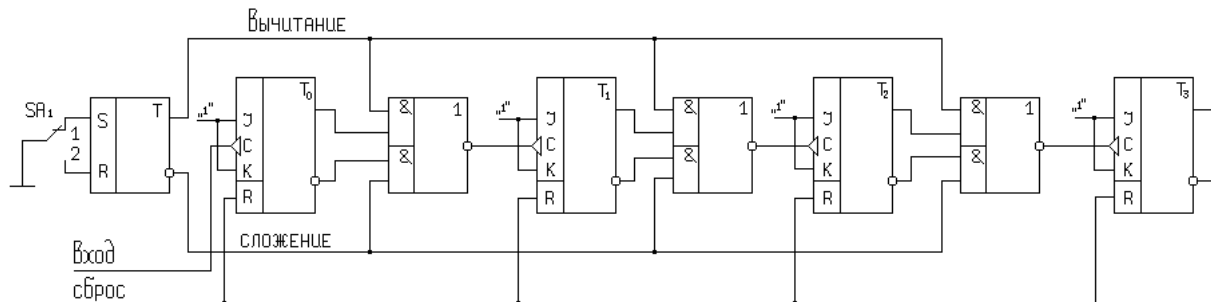 Вычитание
SA1
1
2
S
T
R
"1"
J
C
K
R
T0
&
&
1
"1"
J
C
K
R
T1
&
&
1
"1"
J
C
K
R
T2
&
&
1
"1"
J
C
K
R
T3
сложение
Вход
сброс